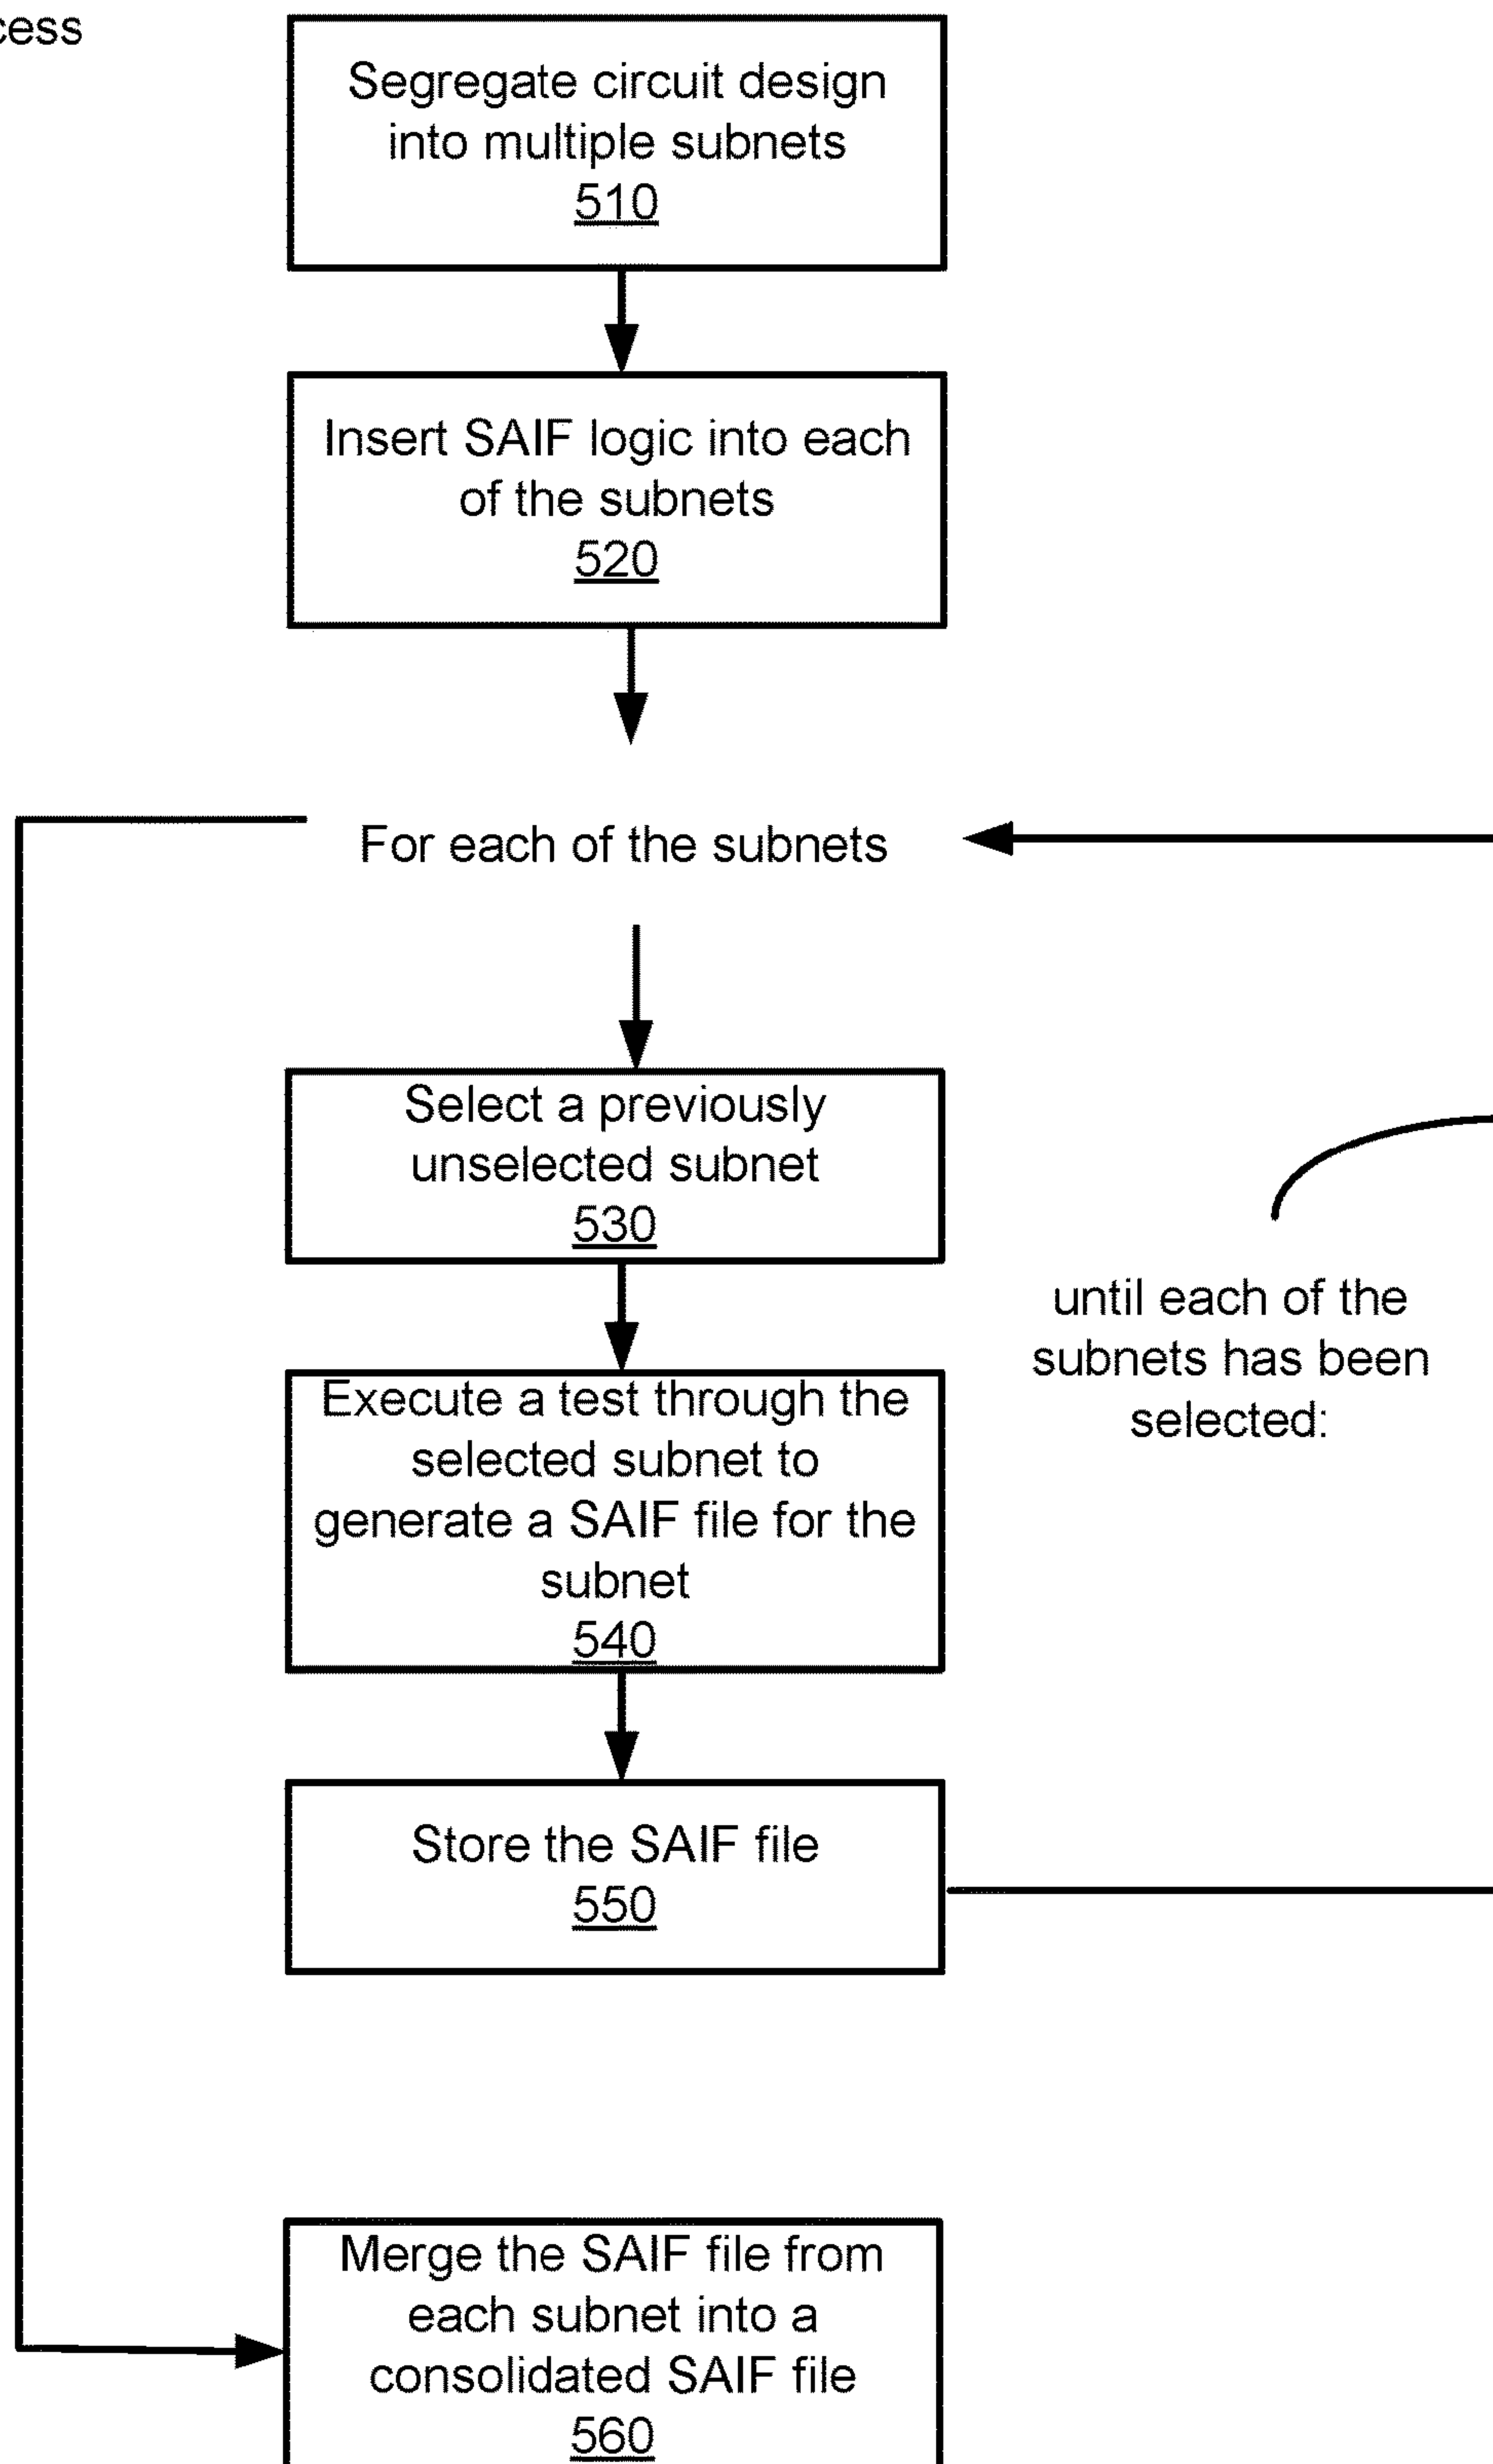 cess
Segregate circuit design
into multiple subnets
510
Insert SAIF logic into each
of the subnets
520
For each of the subnets
Select a previously
unselected subnet
530
until each of the
subnets has been
selected:
Execute a test through the
selected subnet to
generate a SAIF file for the
subnet
540
Store the SAIF file
550
Merge the SAIF file from
each subnet into a
consolidated SAIF file
560